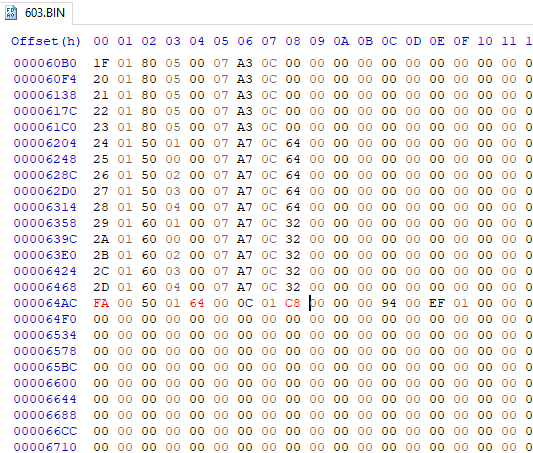 603.BIN
Offset(h) 00 01 02 03 04 05 06 07 08 09 0A 0B 0C 0D 0E 0F 10 11 1
000060B0 1F 01 80 05 00 07 A3 0C 00 00 00 00 00 00 00 00 00 00 0
000060F4 20 01 80 05 00 07 A3 0C 00 00 00 00 00 00 00 00 00 00 0
00006138 21 01 80 05 00 07 A3 0C 00 00 00 00 00 00 00 00 00 00 0
0000617C 22 01 80 05 00 07 A3 0C 00 00 00 00 00 00 00 00 00 00 0
000061C0 23 01 80 05 00 07 A3 0C 00 00 00 00 00 00 00 00 00 00 0
00006204 24 01 50 01 00 07 A7 0C 64 00 00 00 00 00 00 00 00 00 0
00006248 25 01 50 00 00 07 A7 0C 64 00 00 00 00 00 00 00 00 00 0
0000628C 26 01 50 02 00 07 A7 0C 64 00 00 00 00 00 00 00 00 00 0
000062D0 27 01 50 03 00 07 A7 0C 64 00 00 00 00 00 00 00 00 00 0
00006314 28 01 50 04 00 07 A7 0C 64 00 00 00 00 00 00 00 00 00 0
00006358 29 01 60 01 00 07 A7 0C 32 00 00 00 00 00 00 00 00 00 0
0000639C 2A 01 60 00 00 07 A7 0C 32 00 00 00 00 00 00 00 00 00 0
000063E0 2B 01 60 02 00 07 A7 0C 32 00 00 00 00 00 00 00 00 00 0
00006424 2C 01 60 03 00 07 A7 0C 32 00 00 00 00 00 00 00 00 00 0
00006468 2D 01 60 04 00 07 A7 0C 32 00 00 00 00 00 00 00 00 00 0
000064AC FA 00 50 01 64 00 0C 01 C8 00 00 00 94 00 EF 01 00 00 0
000064F0 00 00 00 00 00 00 00 00 00 00 00 00 00 00 00 00 00 00 0
00006534 00 00 00 00 00 00 00 00 00 00 00 00 00 00 00 00 00 00 0
00006578 00 00 00 00 00 00 00 00 00 00 00 00 00 00 00 00 00 00 0
000065BC 00 00 00 00 00 00 00 00 00 00 00 00 00 00 00 00 00 00 0
00006600 00 00 00 00 00 00 00 00 00 00 00 00 00 00 00 00 00 00 0
00006644 00 00 00 00 00 00 00 00 00 00 00 00 00 00 00 00 00 00 0
00006688 00 00 00 00 00 00 00 00 00 00 00 00 00 00 00 00 00 00 0
000066CC 00 00 00 00 00 00 00 00 00 00 00 00 00 00 00 00 00 00 0
00006710 00 00 00 00 00 00 00 00 00 00 00 00 00 00 00 00 00 00 0